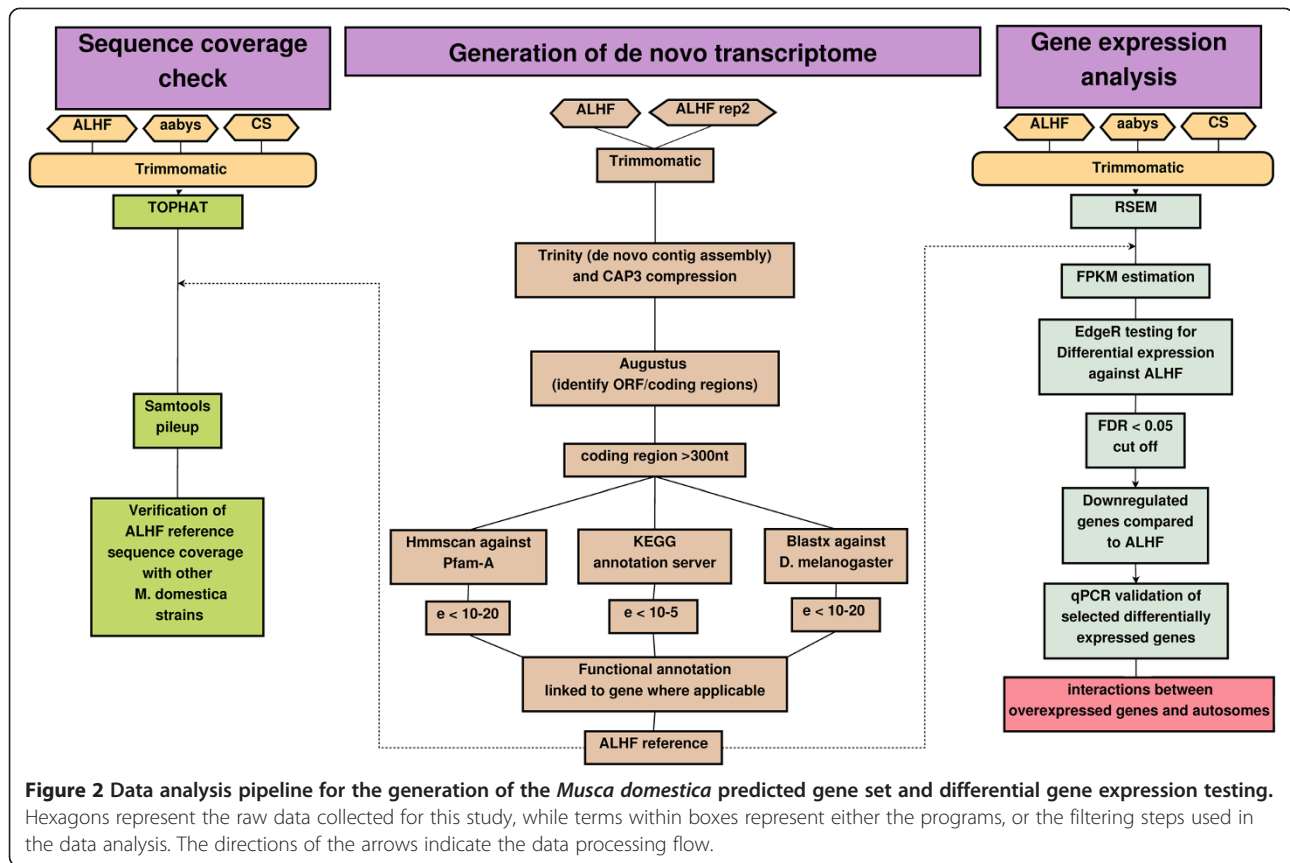 Sequence coverage
check
ALHF
aabys
CS
Trimmomatic
TOPHAT
Samtools
pileup
Verification of
ALHF reference
sequence coverage
with other
M. domestica
strains
Generation of de novo transcriptome
ALHF
ALHF rep2
Trimmomatic
Trinity (de novo contig assembly)
and CAP3 compression
Augustus
(identify ORF/coding regions)
coding region >300nt
Hmmscan against
Pfam-A
KEGG
annotation server
Blastx against
D. melanogaster
e < 10-20
e < 10-5
e < 10-20
Functional annotation
linked to gene where applicable
ALHF reference
Gene expression
analysis
ALHF
aabys
CS
Trimmomatic
RSEM
FPKM estimation
EdgeR testing for
Differential expression
against ALHF
FDR < 0.05
cut off
Downregulated
genes compared
to ALHF
qPCR validation of
selected differentially
expressed genes
interactions between
overexpressed genes and autosomes
Figure 2 Data analysis pipeline for the generation of the Musca domestica predicted gene set and differential gene expression testing.
Hexagons represent the raw data collected for this study, while terms within boxes represent either the programs, or the filtering steps used in
the data analysis. The directions of the arrows indicate the data processing flow.